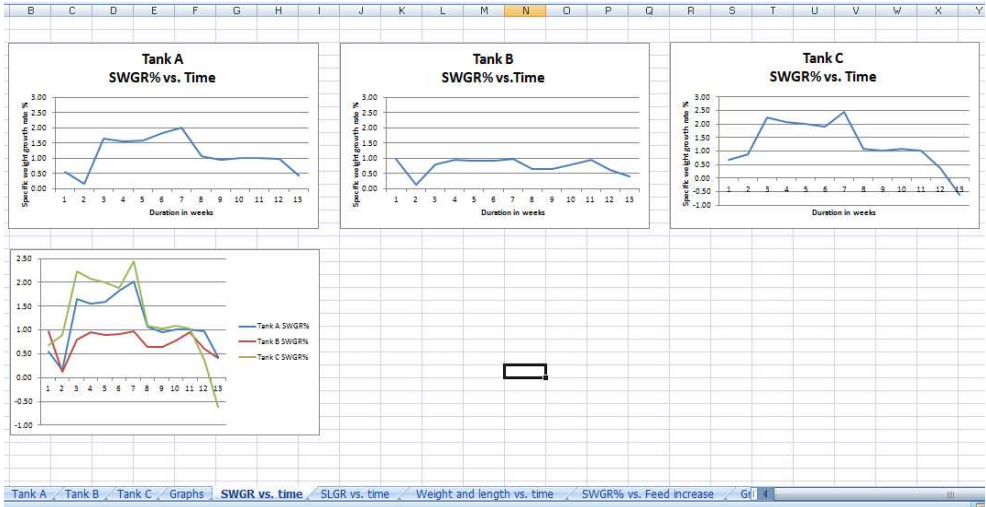 B C D E F G H I J K L M N O P Q R S T U V W X Y
Tank A
SWGR% vs. Time
Specific weight growth rate %
3.00
2.50
2.00
1.50
1.00
0.50
0.00
1 2 3 4 5 6 7 8 9 10 11 12 13
Duration in weeks
Tank B
SWGR% vs.Time
Specific weight growth rate %
3.00
2.50
2.00
1.50
1.00
0.50
0.00
1 2 3 4 5 6 7 8 9 10 11 12 13
Duration in weeks
Tank C
SWGR% vs. Time
Specific weight growth rate %
3.00
2.50
2.00
1.50
1.00
0.50
0.00
-0.50
-1.00
1 2 3 4 5 6 7 8 9 10 11 12 13
Duration in weeks
2.50
2.00
1.50
1.00
0.50
0.00
-0.50
-1.00
1 2 3 4 5 6 7 8 9 10 11 12 13
Tank A SWGR%
Tank B SWGR%
Tank C SWGR%
Tank A Tank B Tank C Graphs SWGR vs. time SLGR vs. time Weight and length vs. time SWGR% vs. Feed increase